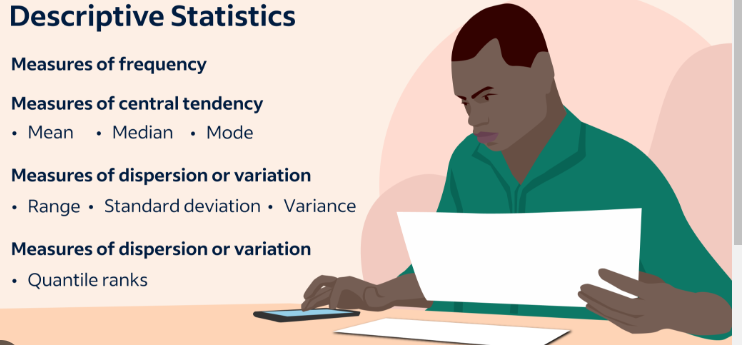 Descriptive Statistics
Measures of frequency
Measures of central tendency
• Mean • Median • Mode
Measures of dispersion or variation
• Range • Standard deviation • Variance
Measures of dispersion or variation
• Quantile ranks